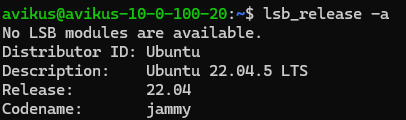 avikus@avikus-10-0-100-20:~$ lsb_release -a
No LSB modules are available.
Distributor ID: Ubuntu
Description:    Ubuntu 22.04.5 LTS
Release:        22.04
Codename:       jammy